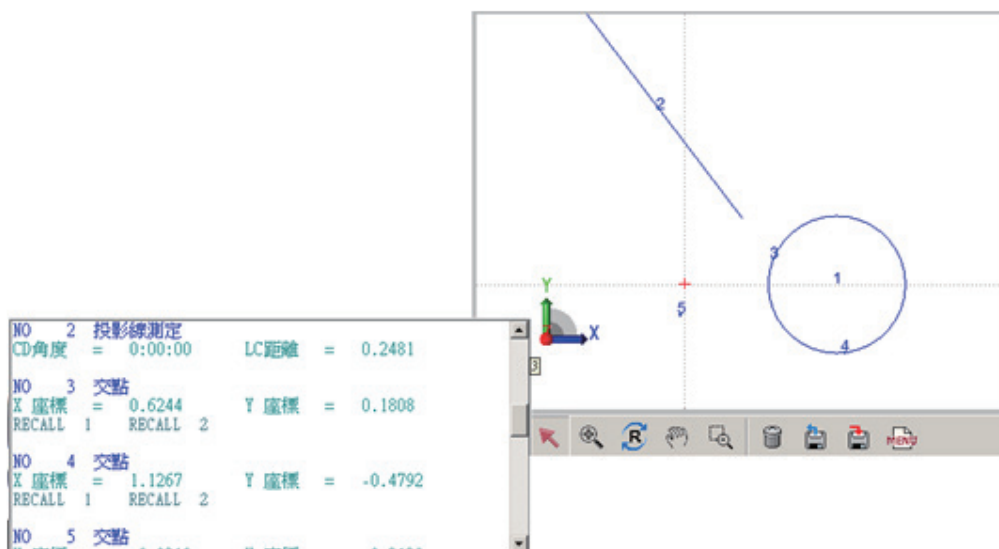 2
3
1
Y
5
X
4
3
R
MENU
NO 2 投影線測定
CD角度 = 0:00:00 LC距離 = 0.2481
NO 3 交點
X 座標 = 0.6244 Y 座標 = 0.1808
RECALL 1 RECALL 2
NO 4 交點
X 座標 = 1.1267 Y 座標 = -0.4792
RECALL 1 RECALL 2
NO 5 交點